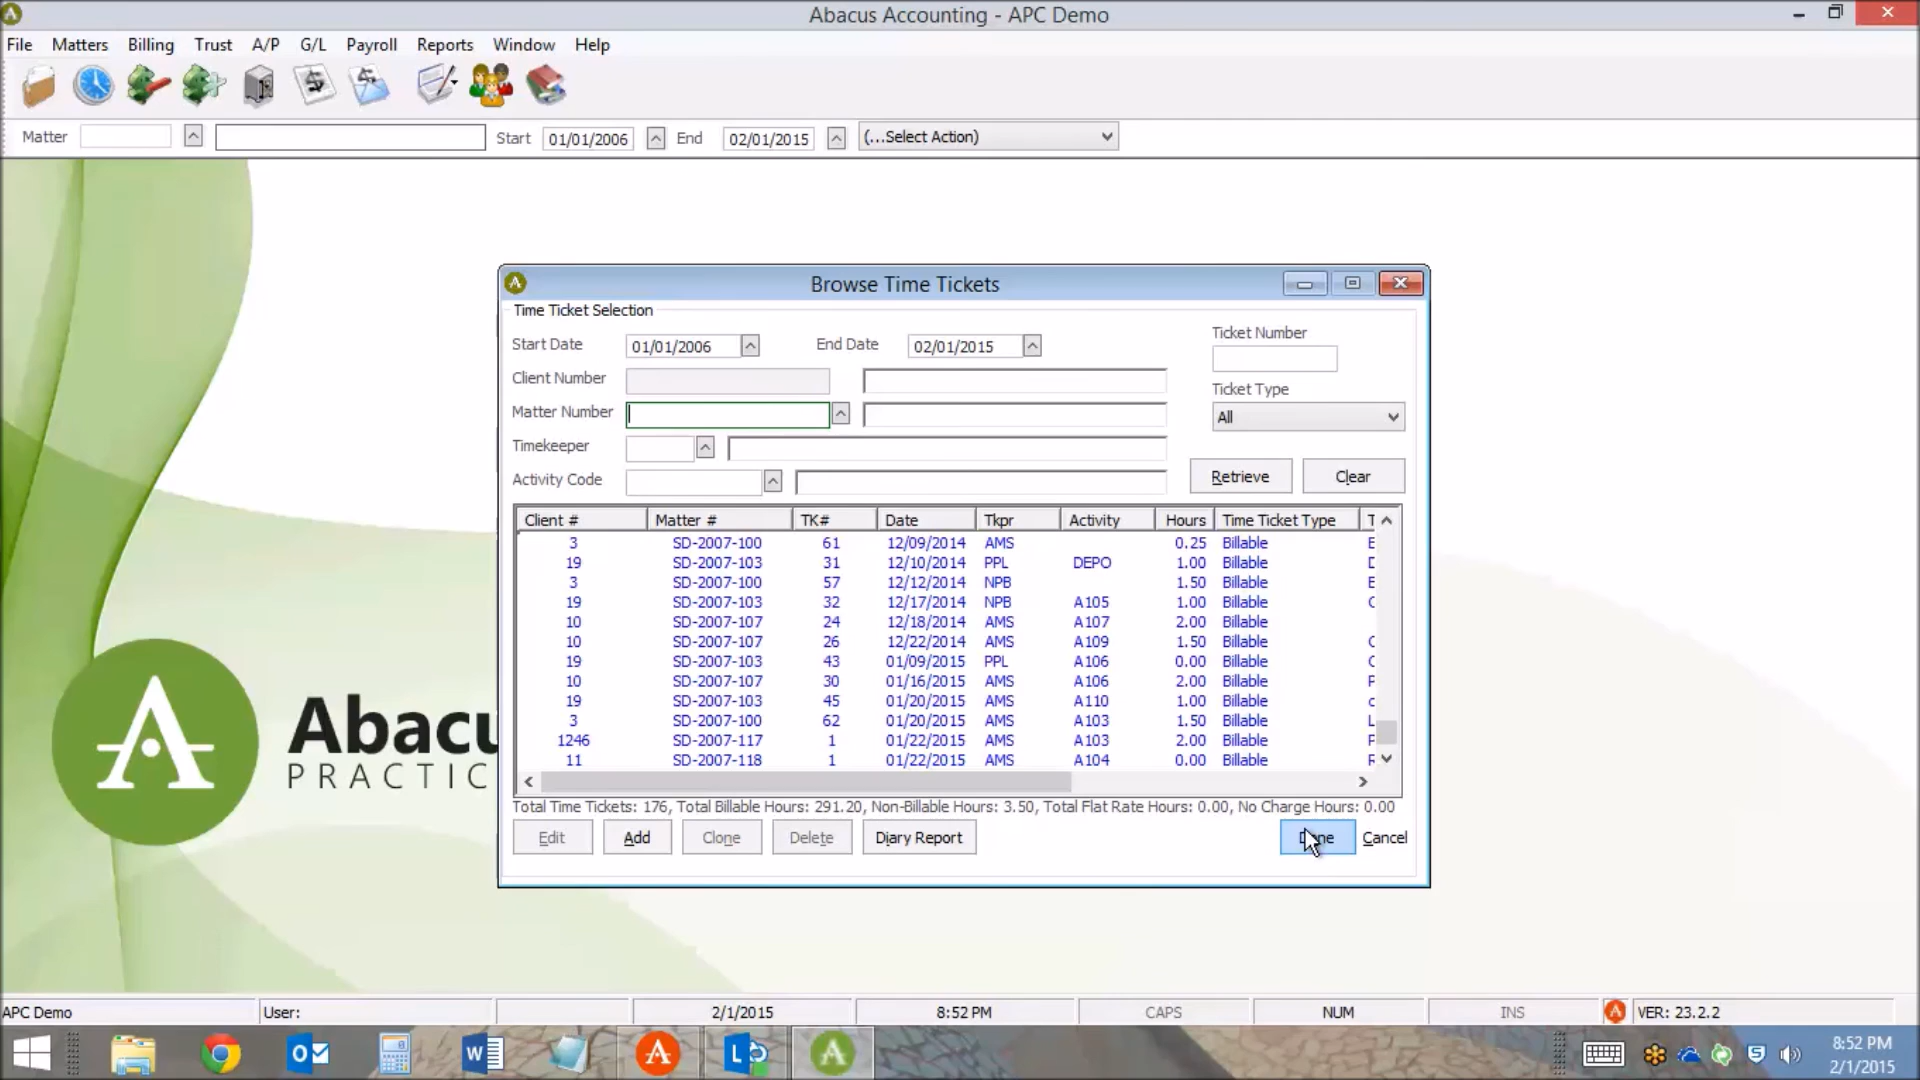 Abacus Accounting - APC Demo
File Matters Billing Trust A/P G/L Payroll Reports Window Help
Matter Start 01/01/2006 End 02/01/2015 (...Select Action)
Browse Time Tickets
Time Ticket Selection
Start Date 01/01/2006 End Date 02/01/2015
Ticket Number
Client Number
Ticket Type
Matter Number
All
Timekeeper
Activity Code
Retrieve Clear
Client # Matter # TK# Date Tkpr Activity Hours Time Ticket Type T
3 SD-2007-100 61 12/09/2014 AMS 0.25 Billable E
19 SD-2007-103 31 12/10/2014 PPL DEPO 1.00 Billable
3 SD-2007-100 57 12/12/2014 NPB 1.50 Billable E
19 SD-2007-103 32 12/17/2014 NPB A105 1.00 Billable
10 SD-2007-107 24 12/18/2014 AMS A107 2.00 Billable
10 SD-2007-107 26 12/22/2014 AMS A109 1.50 Billable
19 SD-2007-103 43 01/09/2015 PPL A106 0.00 Billable
10 SD-2007-107 30 01/16/2015 AMS A106 2.00 Billable
19 SD-2007-103 45 01/20/2015 AMS A110 1.00 Billable
3 SD-2007-100 62 01/20/2015 AMS A103 1.50 Billable L
1246 SD-2007-117 1 01/22/2015 AMS A103 2.00 Billable
11 SD-2007-118 1 01/22/2015 AMS A104 0.00 Billable
Total Time Tickets: 176, Total Billable Hours: 291.20, Non-Billable Hours: 3.50, Total Flat Rate Hours: 0.00, No Charge Hours: 0.00
Edit Add Clone Delete Diary Report Done Cancel
Abacu
PRACTIC
APC Demo User: 2/1/2015 8:52 PM CAPS NUM INS VER: 23.2.2
8:52 PM
2/1/2015